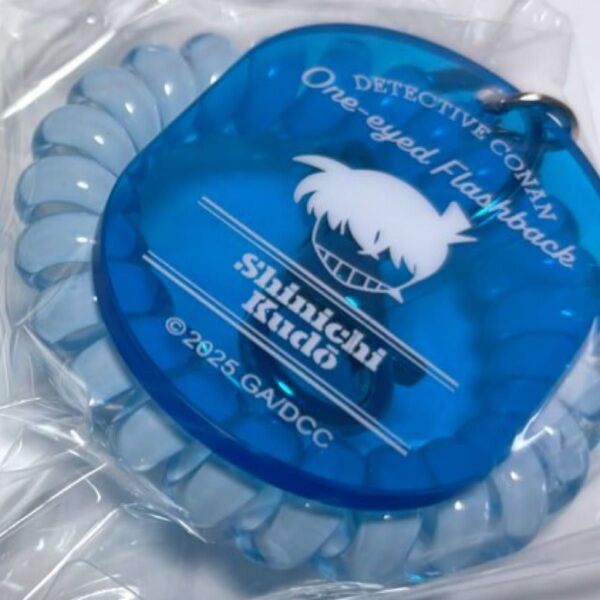 DETECTIVE CONAN
One-eyed Flashback
Shinichi
Kudō
©2025 GA/DCC